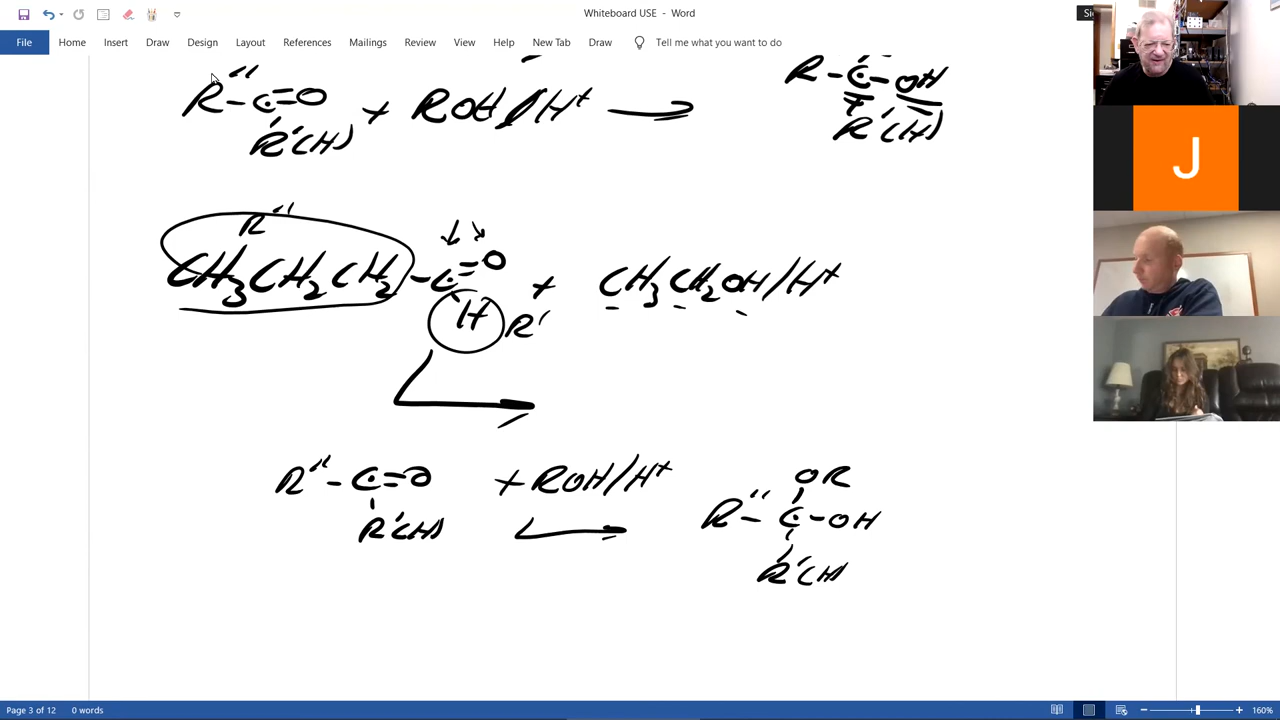 Whiteboard USE - Word
File Home Insert Draw Design Layout References Mailings Review View Help New Tab Draw Tell me what you want to do
R'' - C = O + ROH / H+ → R - C - OH
R'(H) R'(H)
R''
CH3CH2CH2 - C = O + CH3CH2OH / H+
H R'
OR
R'' - C = O + ROH / H+ R'' - C - OH
R'(H) R'(H)
J
Page 3 of 12 0 words 160%